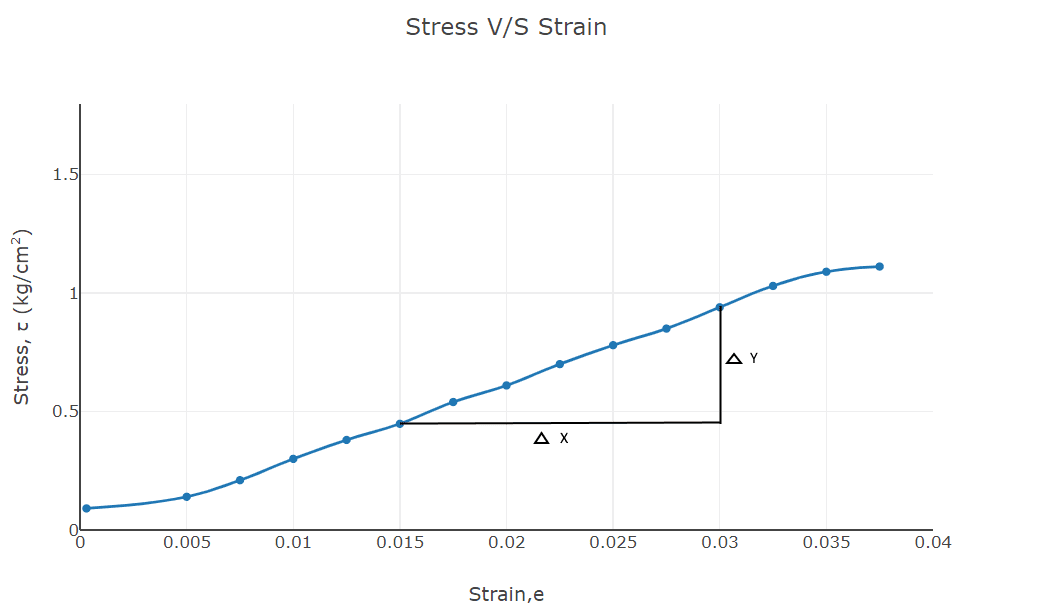 Stress V/S Strain
Stress, τ (kg/cm²)
1.5
1
0.5
0
△ Y
△ X
0 0.005 0.01 0.015 0.02 0.025 0.03 0.035 0.04
Strain,e